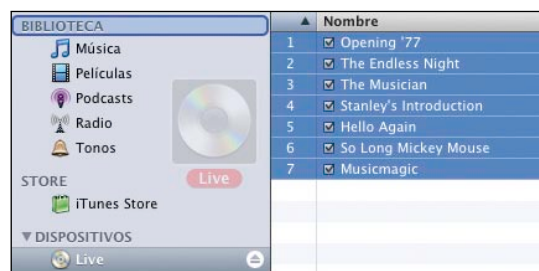 BIBLIOTECA
Música
Películas
Podcasts
Radio
Tonos
Live
STORE
iTunes Store
DISPOSITIVOS
Live
Nombre
1 Opening '77
2 The Endless Night
3 The Musician
4 Stanley's Introduction
5 Hello Again
6 So Long Mickey Mouse
7 Musicmagic